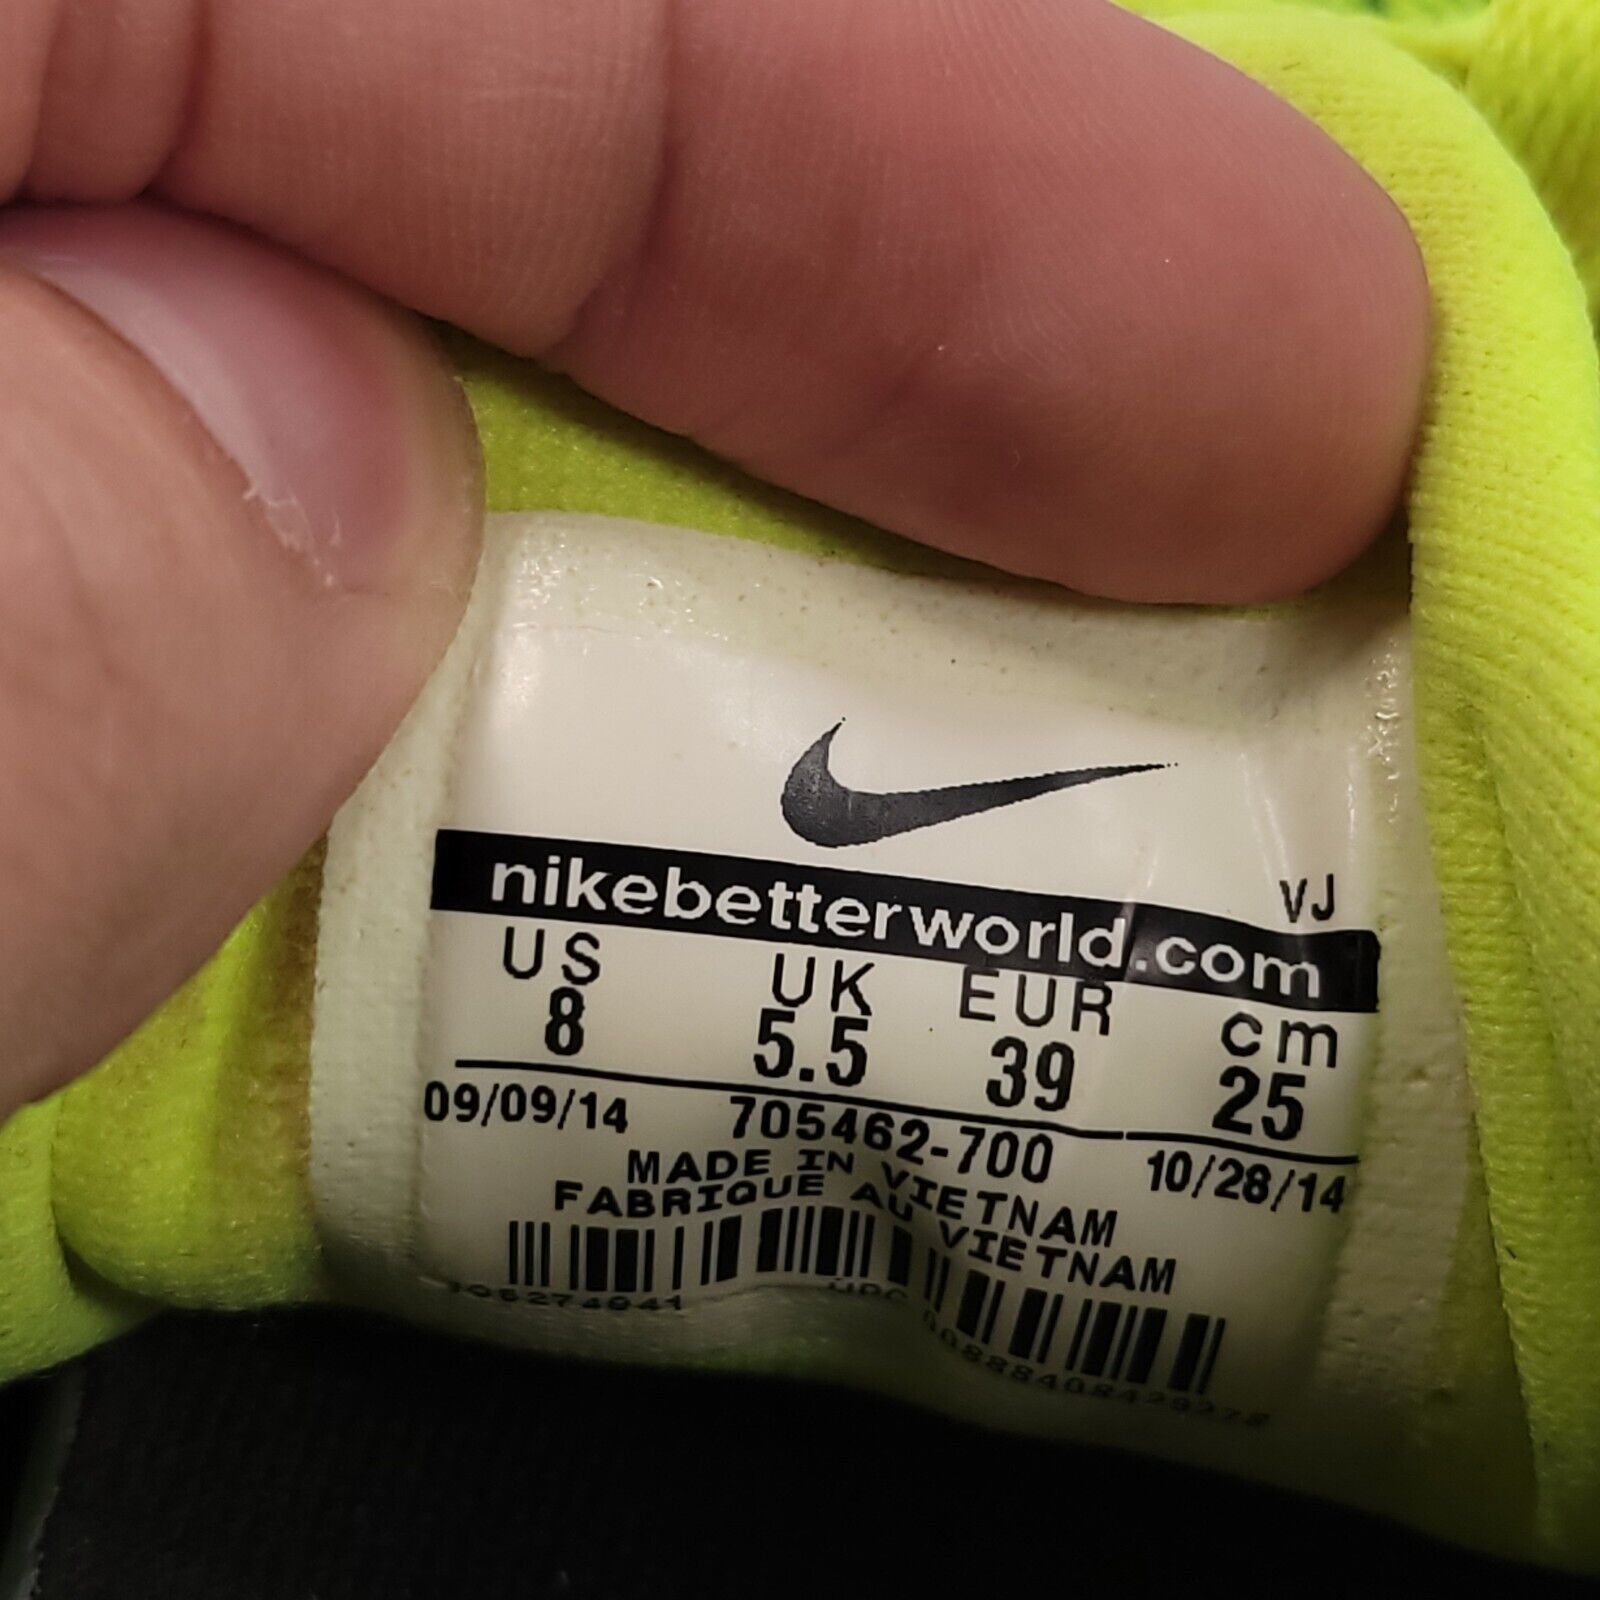 VJ
nikebetterworld.com
US UK EUR cm
8 5.5 39 25
09/09/14 705462-700 10/28/14
MADE IN VIETNAM
FABRIQUE AU VIETNAM
UPC